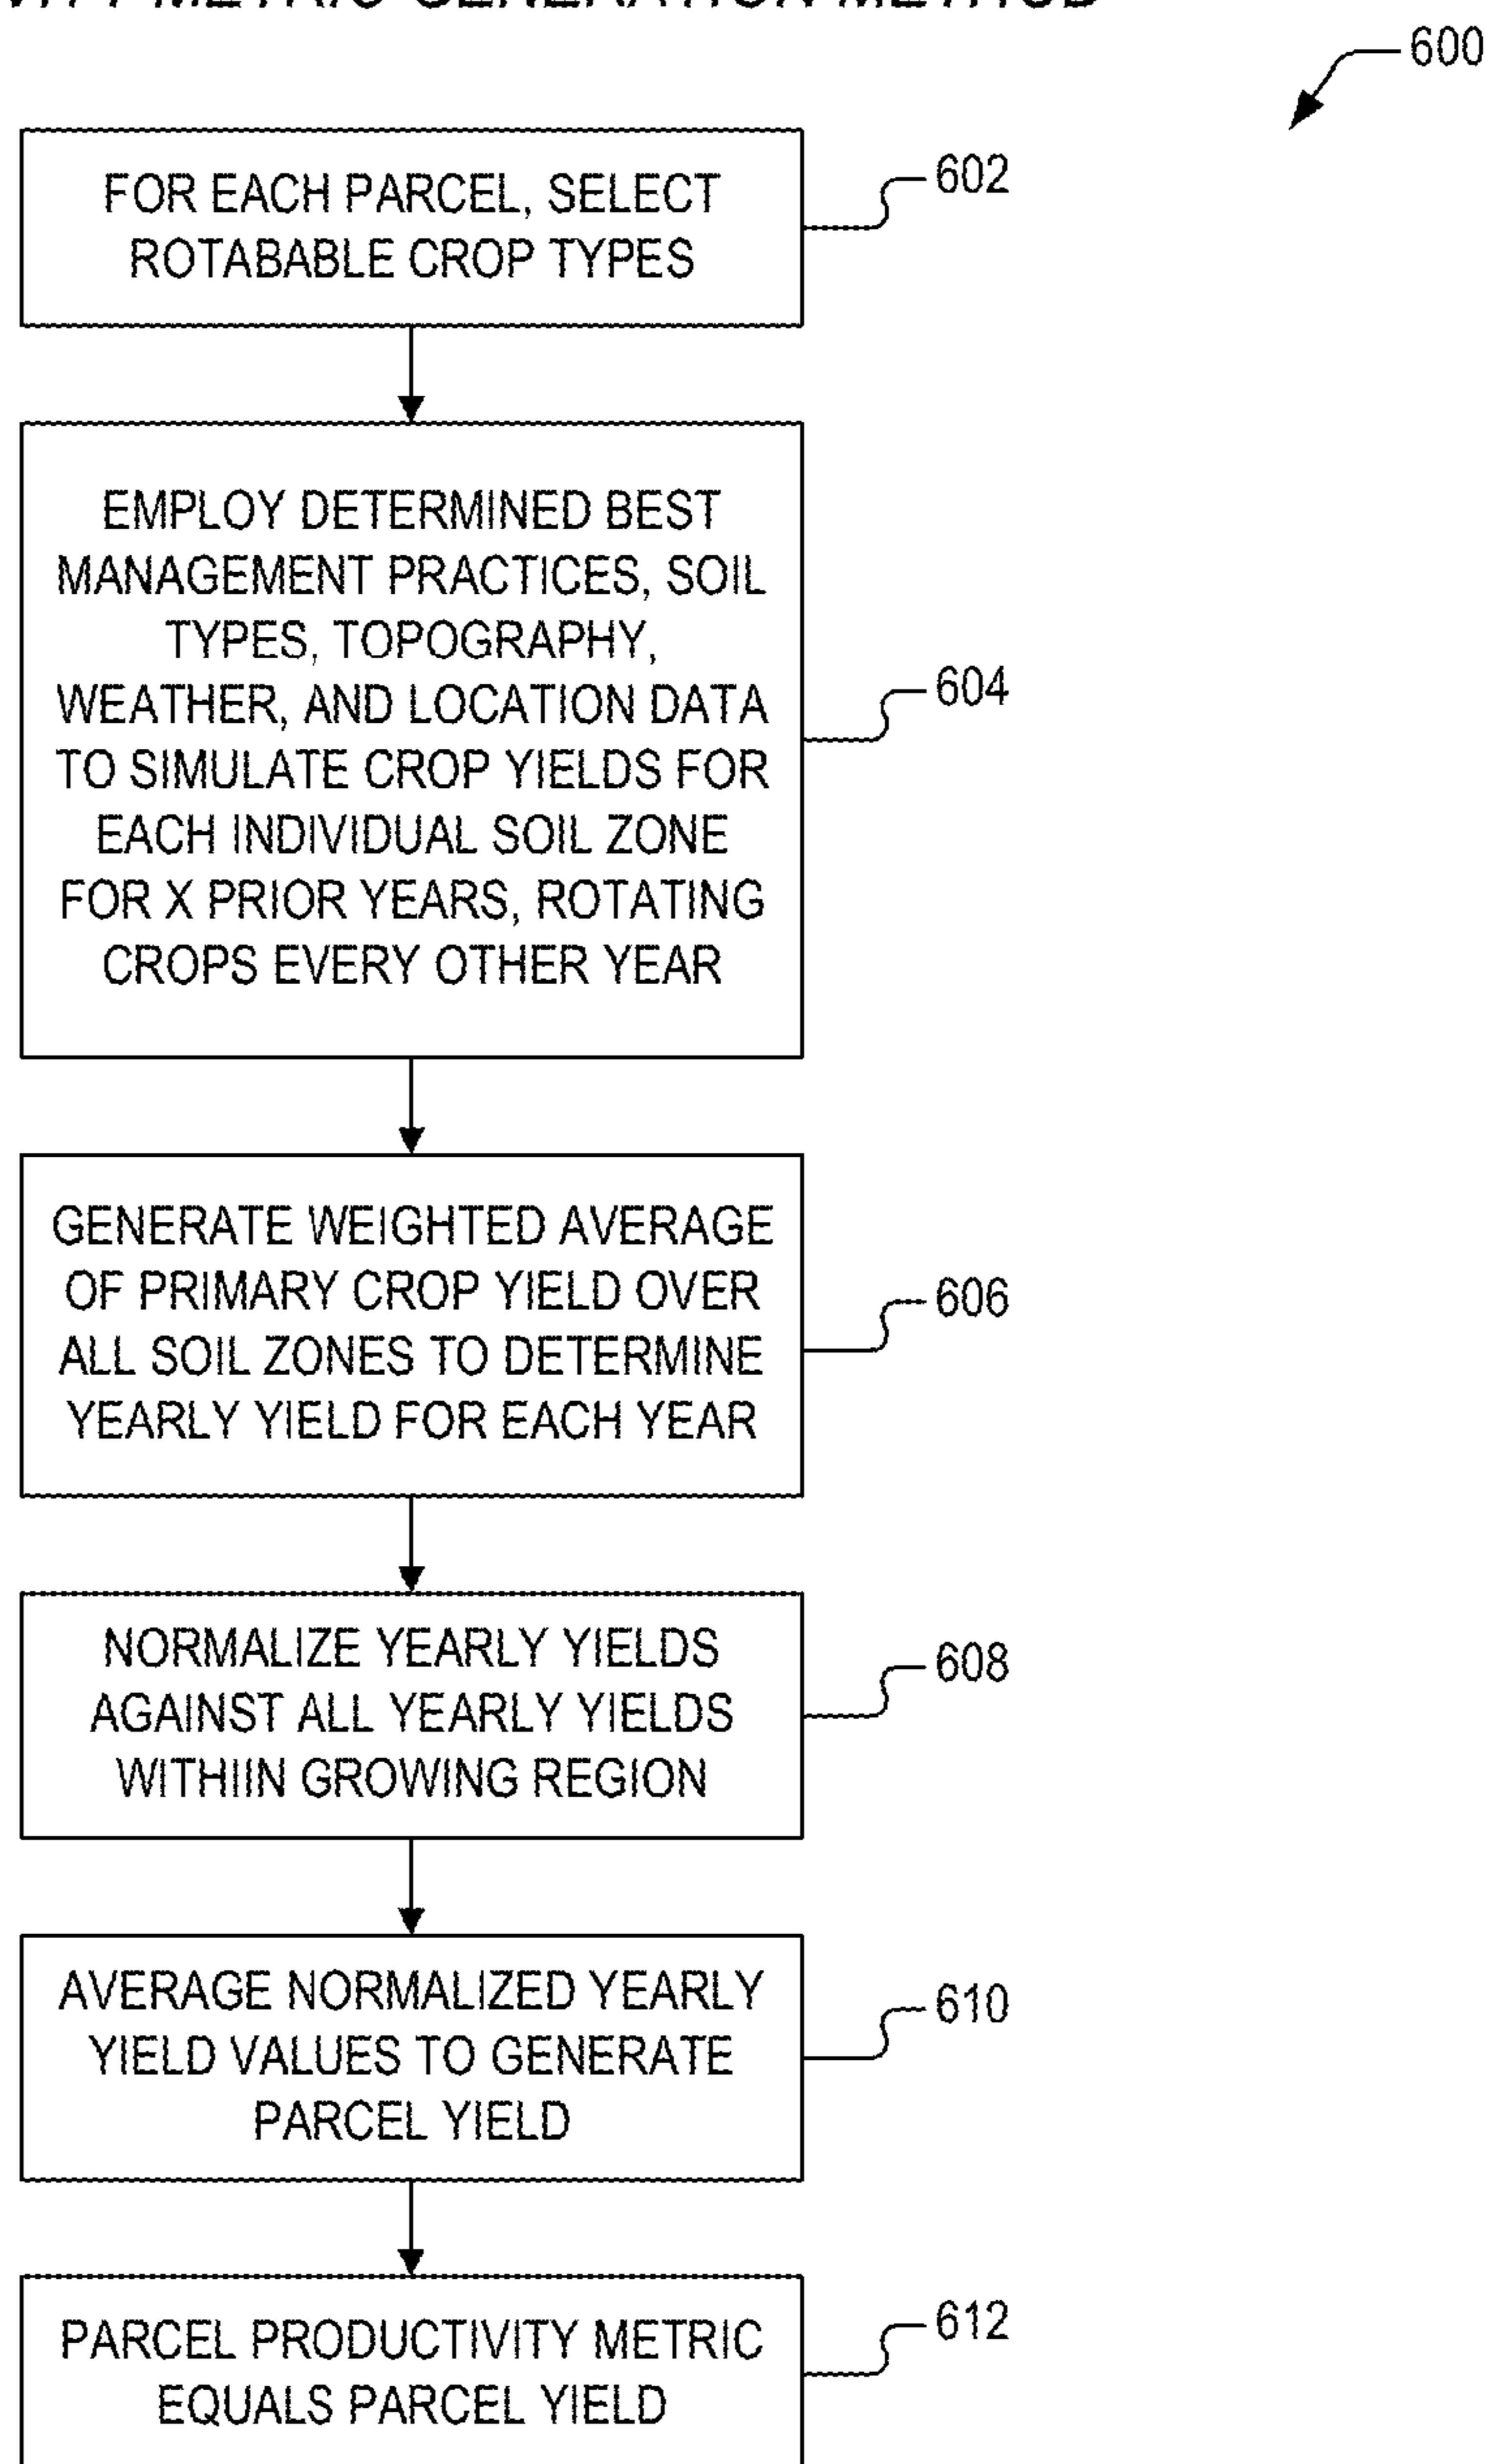 METRIC GENERATION METHOD
600
FOR EACH PARCEL, SELECT
ROTABABLE CROP TYPES
602
EMPLOY DETERMINED BEST
MANAGEMENT PRACTICES, SOIL
TYPES, TOPOGRAPHY,
WEATHER, AND LOCATION DATA
TO SIMULATE CROP YIELDS FOR
EACH INDIVIDUAL SOIL ZONE
FOR X PRIOR YEARS, ROTATING
CROPS EVERY OTHER YEAR
604
GENERATE WEIGHTED AVERAGE
OF PRIMARY CROP YIELD OVER
ALL SOIL ZONES TO DETERMINE
YEARLY YIELD FOR EACH YEAR
606
NORMALIZE YEARLY YIELDS
AGAINST ALL YEARLY YIELDS
WITHIIN GROWING REGION
608
AVERAGE NORMALIZED YEARLY
YIELD VALUES TO GENERATE
PARCEL YIELD
610
PARCEL PRODUCTIVITY METRIC
EQUALS PARCEL YIELD
612